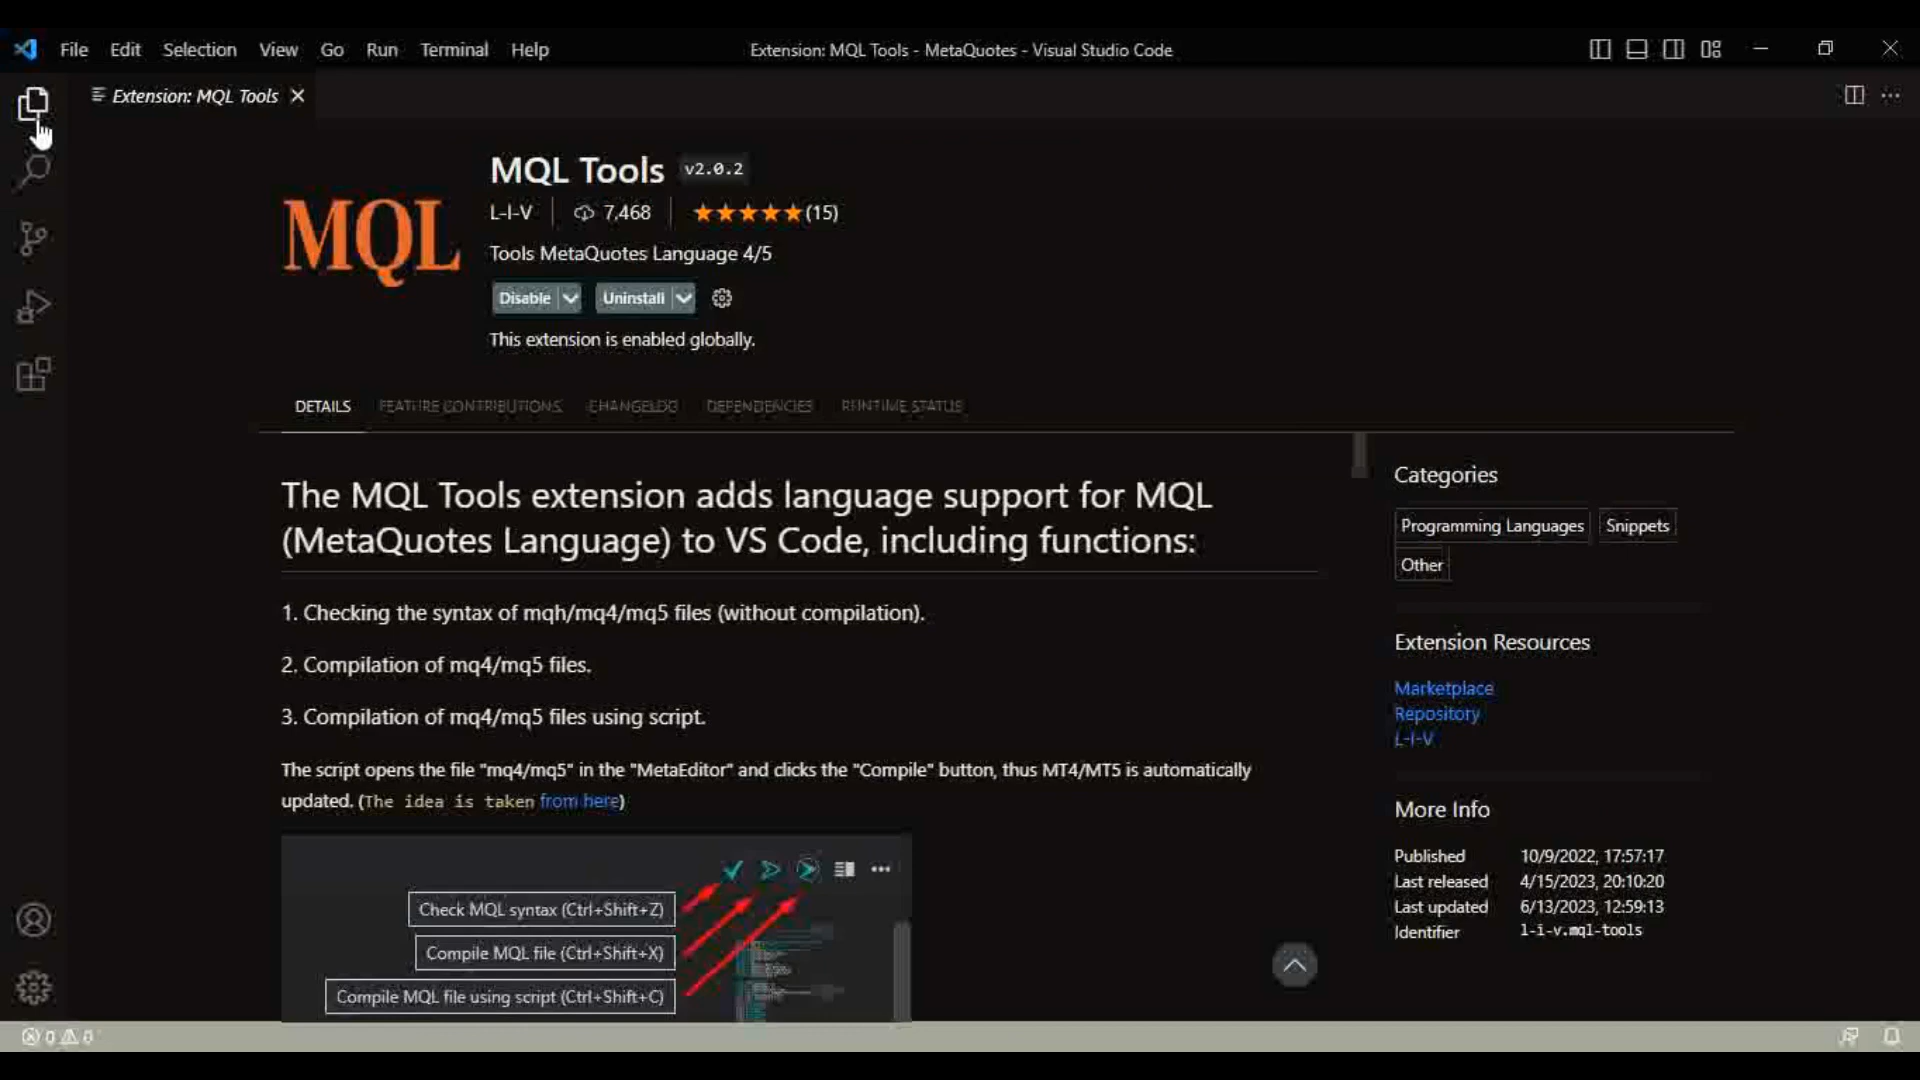 File Edit Selection View Go Run Terminal Help
Extension: MQL Tools - MetaQuotes - Visual Studio Code
Extension: MQL Tools
MQL
MQL Tools v2.0.2
L-I-V 7,468 (15)
Tools MetaQuotes Language 4/5
Disable Uninstall
This extension is enabled globally.
DETAILS FEATURE CONTRIBUTIONS CHANGELOG DEPENDENCIES RUNTIME STATUS
The MQL Tools extension adds language support for MQL
(MetaQuotes Language) to VS Code, including functions:
1. Checking the syntax of mqh/mq4/mq5 files (without compilation).
2. Compilation of mq4/mq5 files.
3. Compilation of mq4/mq5 files using script.
The script opens the file "mq4/mq5" in the "MetaEditor" and clicks the "Compile" button, thus MT4/MT5 is automatically
updated. (The idea is taken from here)
Check MQL syntax (Ctrl+Shift+Z)
Compile MQL file (Ctrl+Shift+X)
Compile MQL file using script (Ctrl+Shift+C)
Categories
Programming Languages Snippets
Other
Extension Resources
Marketplace
Repository
L-I-V
More Info
Published 10/9/2022, 17:57:17
Last released 4/15/2023, 20:10:20
Last updated 6/13/2023, 12:59:13
Identifier l-i-v.mql-tools
0 0